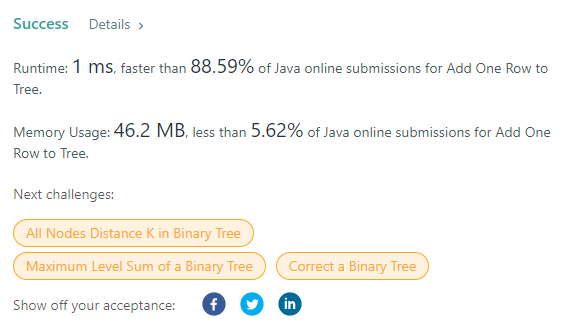 Success Details >
Runtime: 1 ms, faster than 88.59% of Java online submissions for Add One Row to
Tree.
Memory Usage: 46.2 MB, less than 5.62% of Java online submissions for Add One
Row to Tree.
Next challenges:
All Nodes Distance K in Binary Tree
Maximum Level Sum of a Binary Tree Correct a Binary Tree
Show off your acceptance: